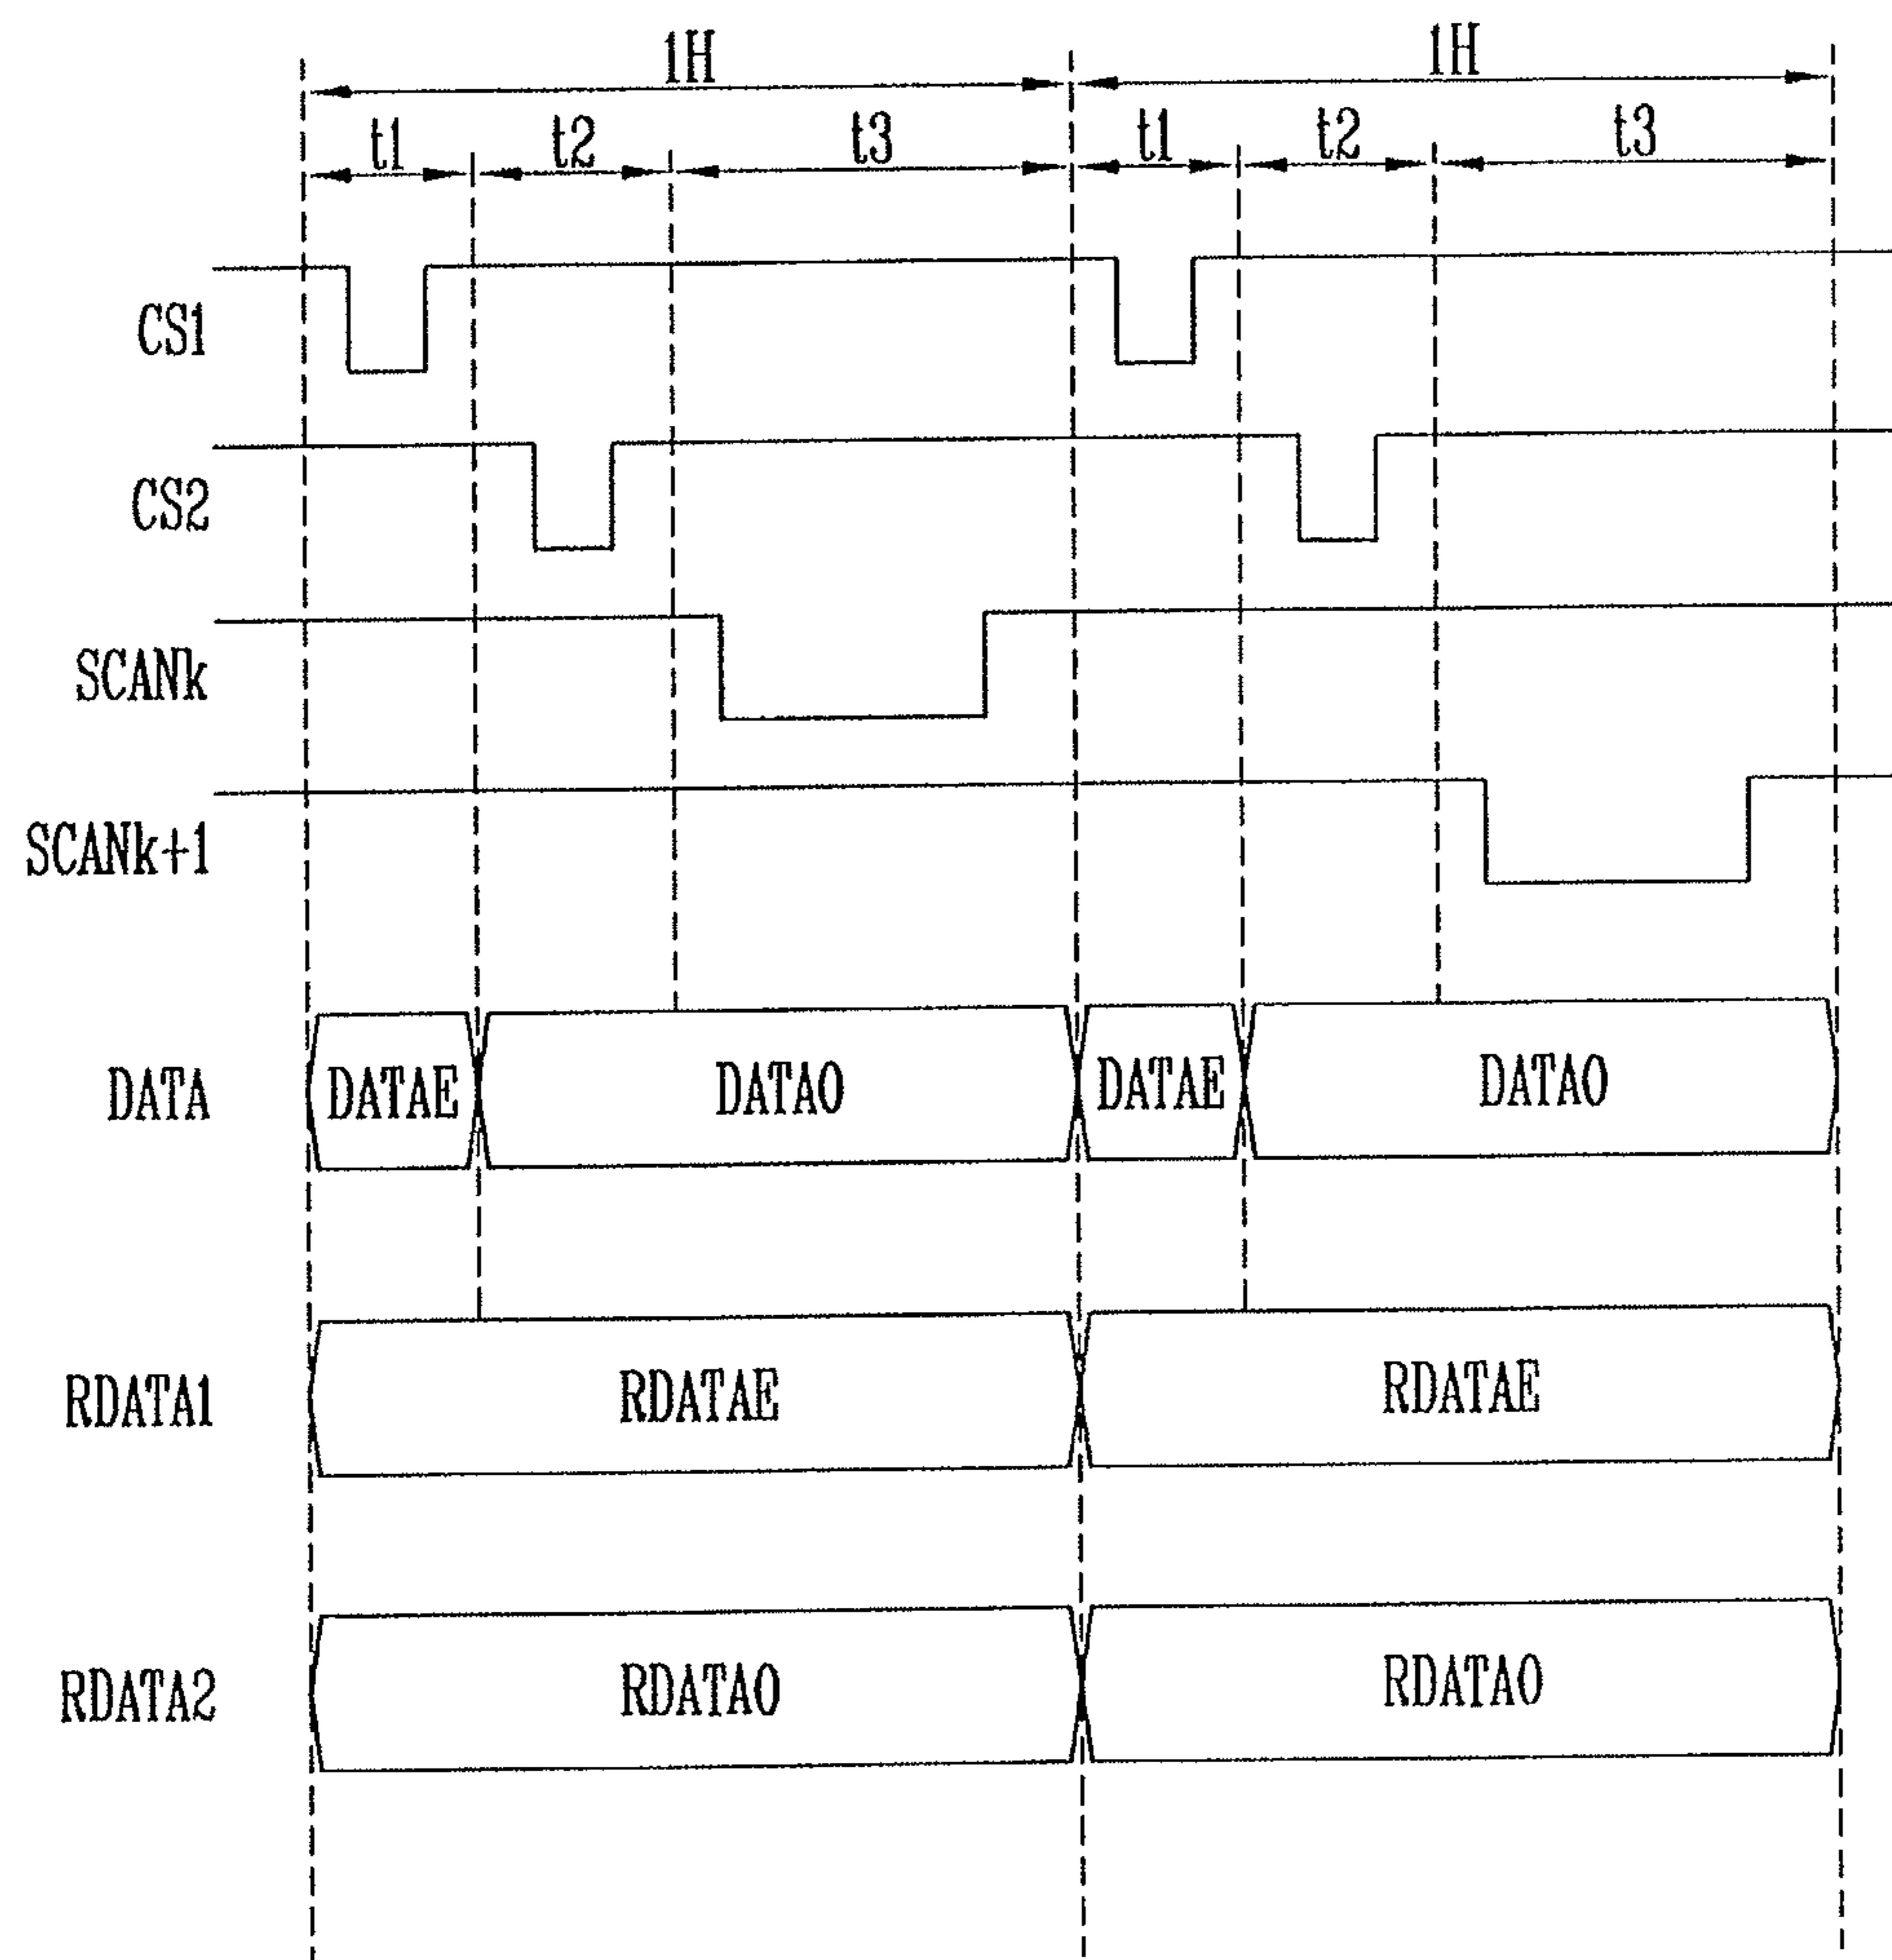 1H 1H
t1 t2 t3 t1 t2 t3
CS1
CS2
SCANk
SCANk+1
DATA DATAE DATAO DATAE DATAO
RDATA1 RDATAE RDATAE
RDATA2 RDATAO RDATAO